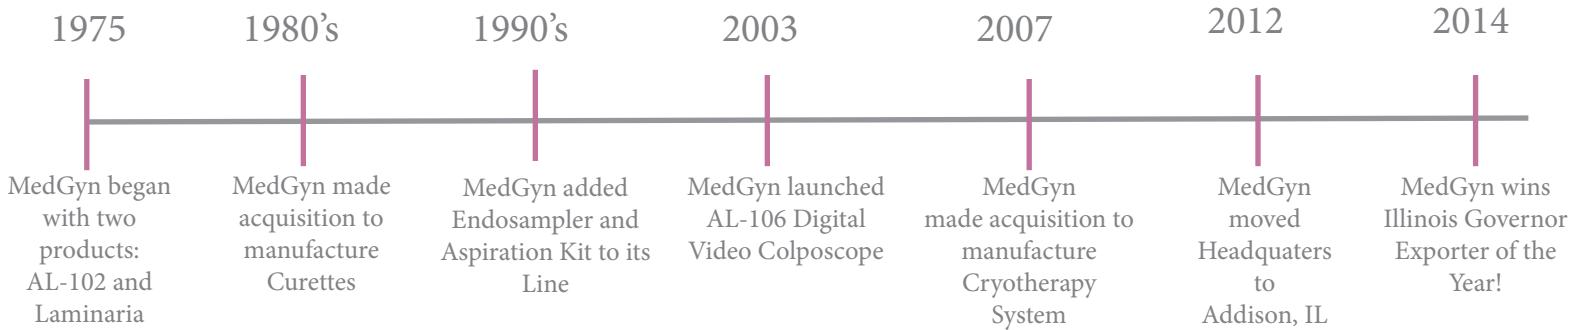 1975
MedGyn began
with two
products:
AL-102 and
Laminaria
1980’s
MedGyn made
acquisition to
manufacture
Curettes
1990’s
MedGyn added
Endosampler and
Aspiration Kit to its
Line
2003
MedGyn launched
AL-106 Digital
Video Colposcope
2007
MedGyn
made acquisition to
manufacture
Cryotherapy
System
2012
MedGyn
moved
Headquaters
to
Addison, IL
2014
MedGyn wins
Illinois Governor
Exporter of the
Year!